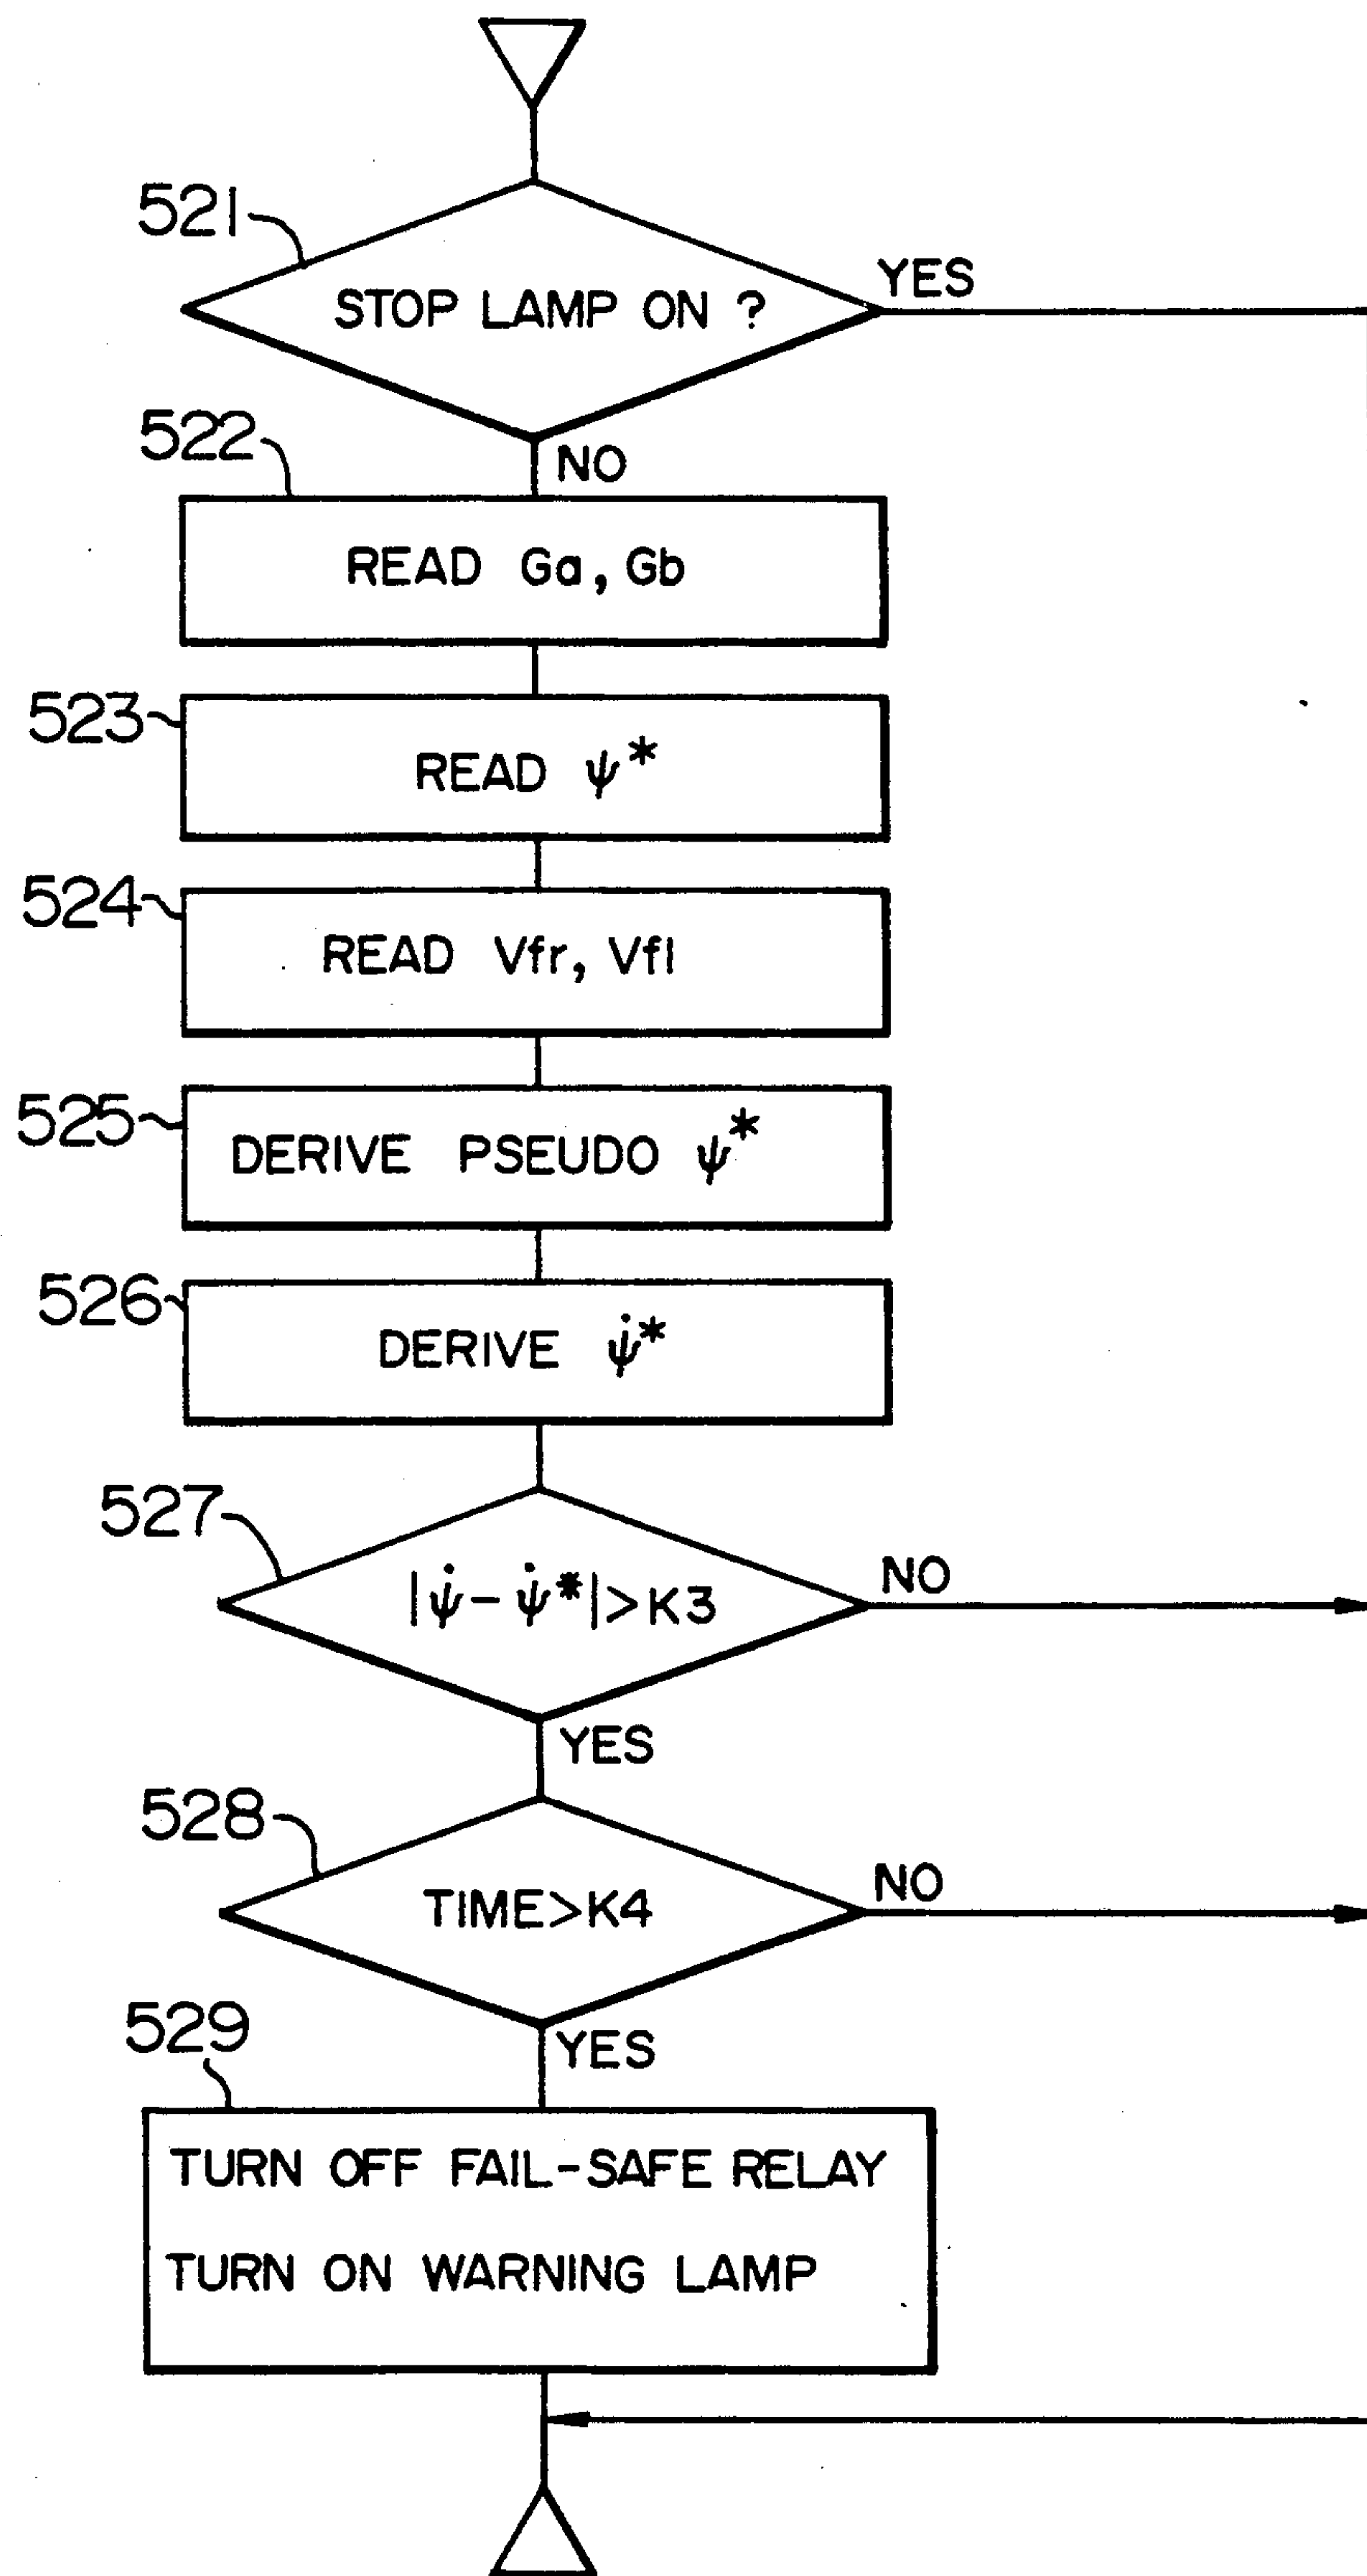 521
STOP LAMP ON ?
YES
NO
522
READ Ga, Gb
523
READ ψ*
524
READ Vfr, Vfl
525
DERIVE PSEUDO ψ*
526
DERIVE ψ̇*
527
|ψ̇ - ψ̇*|>K3
NO
YES
528
TIME>K4
NO
YES
529
TURN OFF FAIL-SAFE RELAY
TURN ON WARNING LAMP